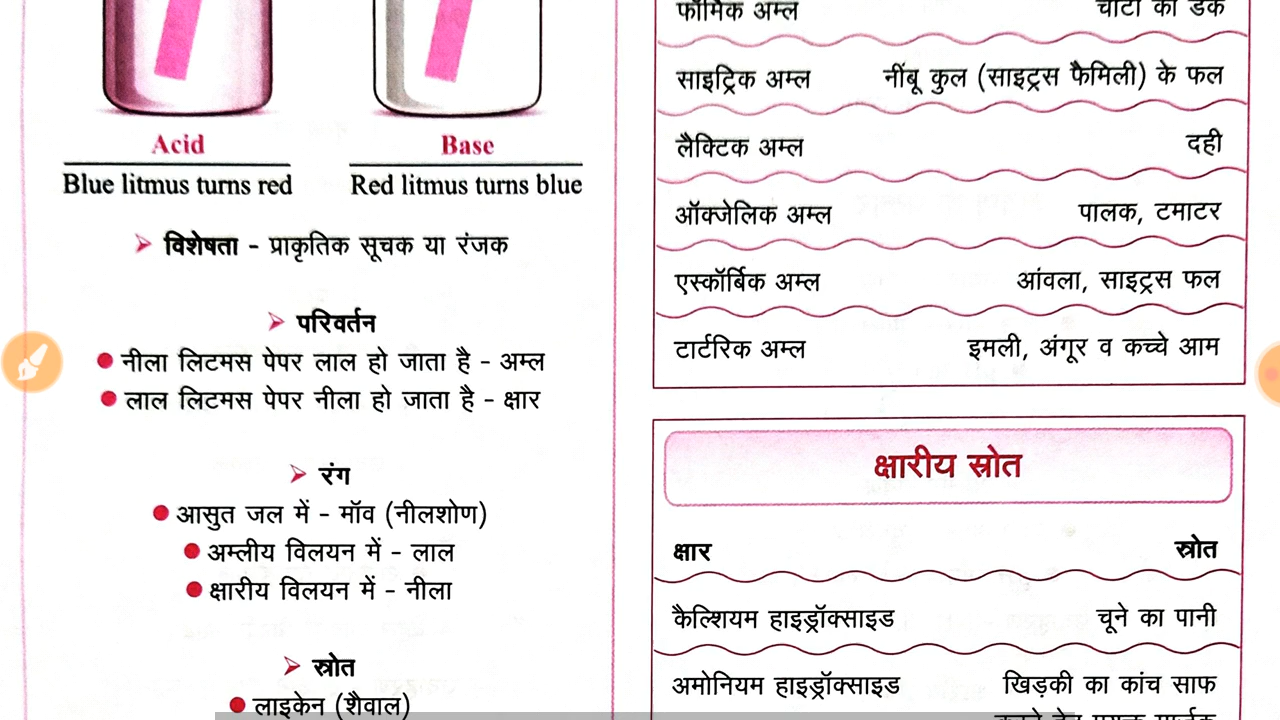 Acid
Blue litmus turns red
Base
Red litmus turns blue
➢ विशेषता - प्राकृतिक सूचक या रंजक
➢ परिवर्तन
● नीला लिटमस पेपर लाल हो जाता है - अम्ल
● लाल लिटमस पेपर नीला हो जाता है - क्षार
➢ रंग
● आसुत जल में - मॉव (नीलशोण)
● अम्लीय विलयन में - लाल
● क्षारीय विलयन में - नीला
➢ स्रोत
● लाइकेन (शैवाल)
फॉर्मिक अम्ल चींटी का डंक
साइट्रिक अम्ल नींबू कुल (साइट्रस फैमिली) के फल
लैक्टिक अम्ल दही
ऑक्जेलिक अम्ल पालक, टमाटर
एस्कॉर्बिक अम्ल आंवला, साइट्रस फल
टार्टरिक अम्ल इमली, अंगूर व कच्चे आम
क्षारीय स्रोत
क्षार स्रोत
कैल्शियम हाइड्रॉक्साइड चूने का पानी
अमोनियम हाइड्रॉक्साइड खिड़की का कांच साफ